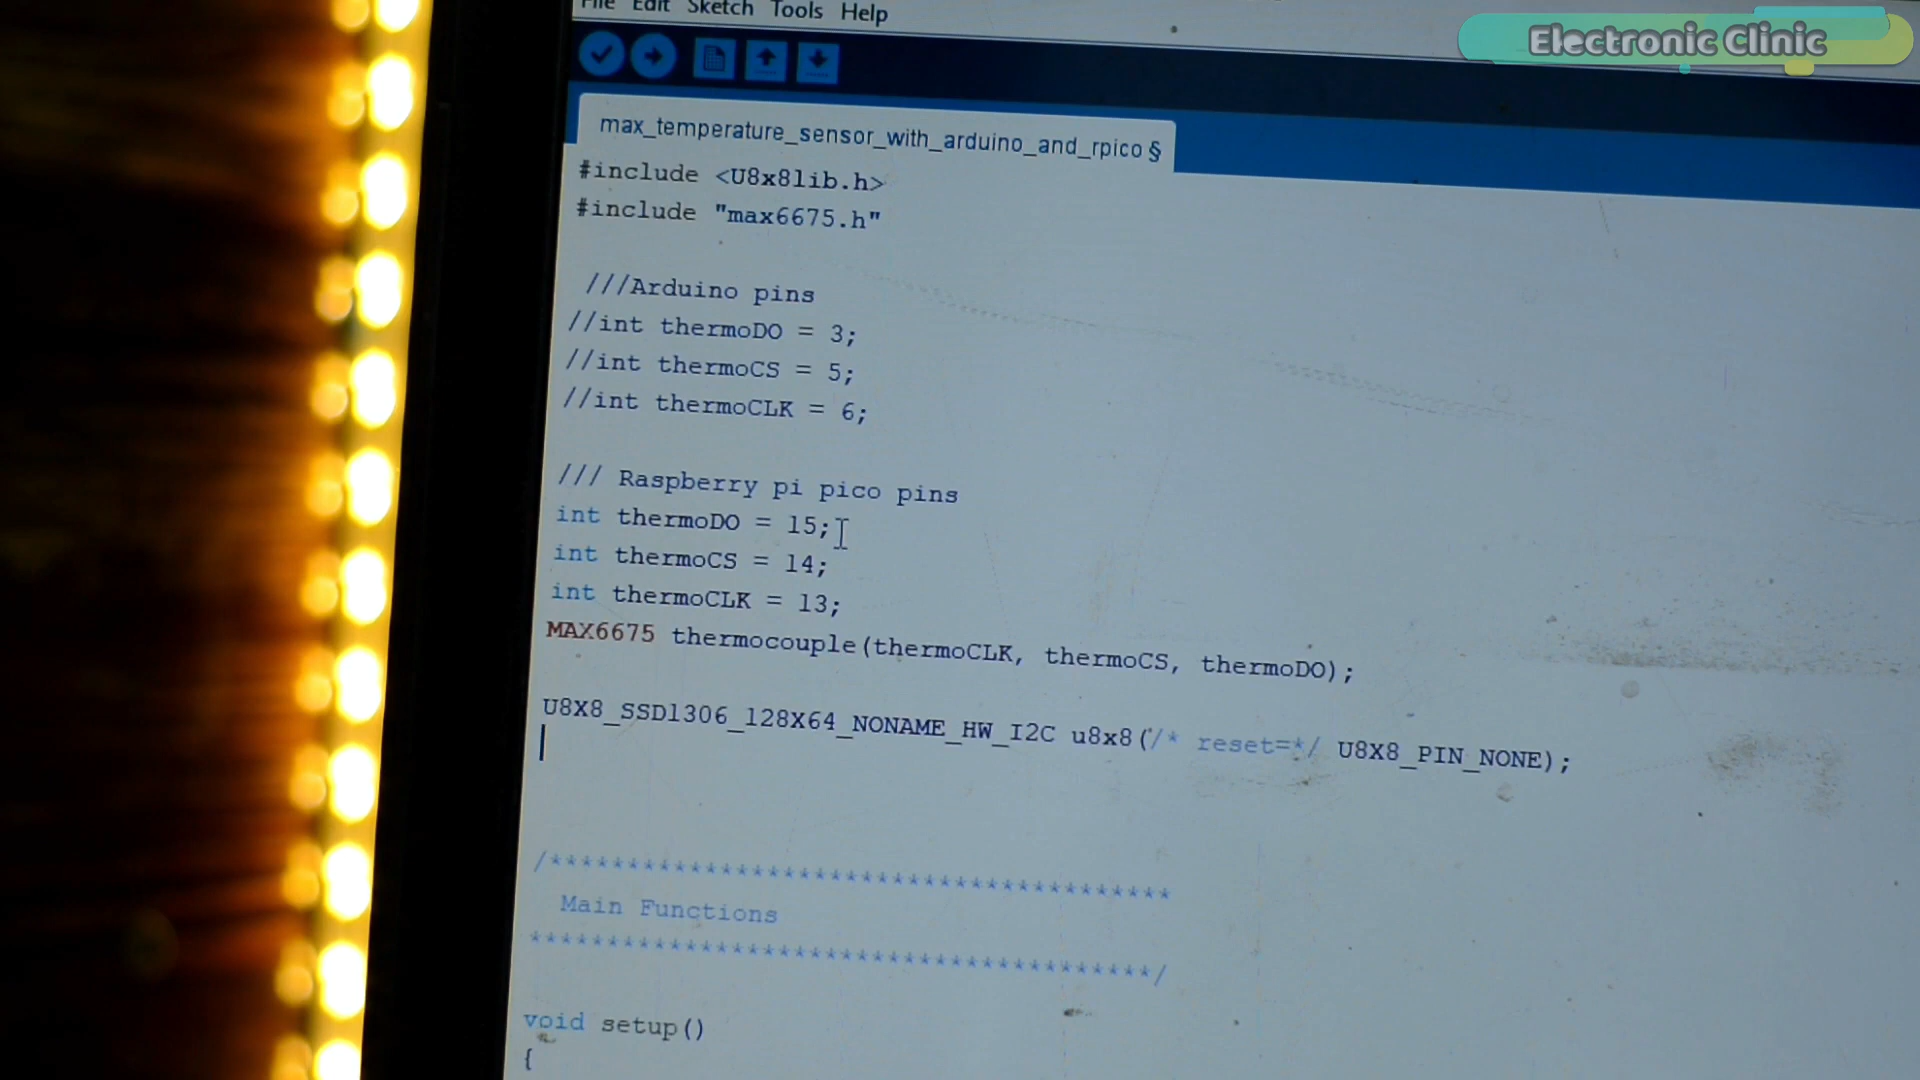 File Edit Sketch Tools Help
Electronic Clinic
max_temperature_sensor_with_arduino_and_rpico §
#include <U8x8lib.h>
#include "max6675.h"
///Arduino pins
//int thermoDO = 3;
//int thermoCS = 5;
//int thermoCLK = 6;
/// Raspberry pi pico pins
int thermoDO = 15;
int thermoCS = 14;
int thermoCLK = 13;
MAX6675 thermocouple(thermoCLK, thermoCS, thermoDO);
U8X8_SSD1306_128X64_NONAME_HW_I2C u8x8(/* reset=*/ U8X8_PIN_NONE);
/****************************************
Main Functions
****************************************/
void setup()
{